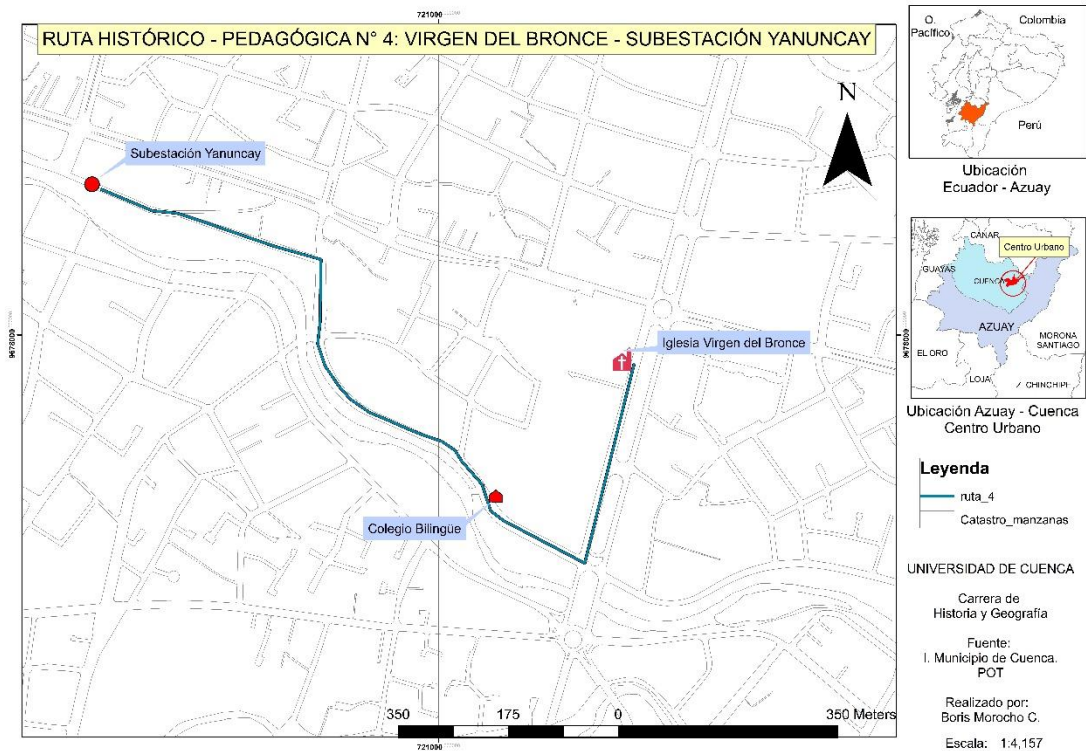 721000
RUTA HISTÓRICO - PEDAGÓGICA N° 4: VIRGEN DEL BRONCE - SUBESTACIÓN YANUNCAY
N
Subestación Yanuncay
9678000
9678000
Iglesia Virgen del Bronce
Colegio Bilingüe
350
175
0
350 Meters
721000
O.
Pacífico
Colombia
Perú
Ubicación
Ecuador - Azuay
CAÑAR
Centro Urbano
GUAYAS
CUENCA
AZUAY
MORONA
SANTIAGO
EL ORO
LOJA
CHINCHIPE
Ubicación Azuay - Cuenca
Centro Urbano
Leyenda
ruta_4
Catastro_manzanas
UNIVERSIDAD DE CUENCA
Carrera de
Historia y Geografía
Fuente:
I. Municipio de Cuenca.
POT
Realizado por:
Boris Morocho C.
Escala: 1:4,157